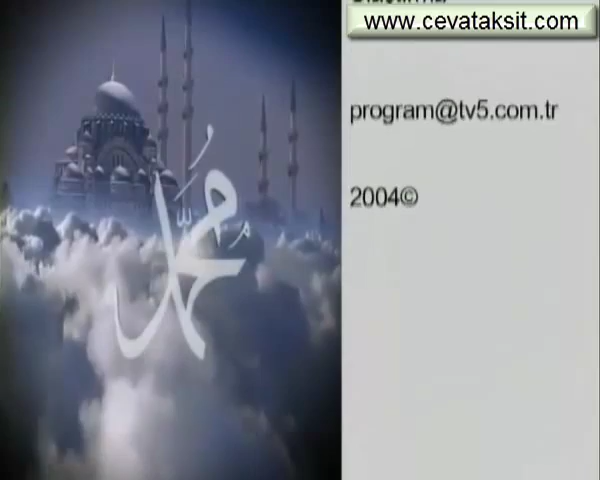 www.cevataksit.com
program@tv5.com.tr
2004©
محمد